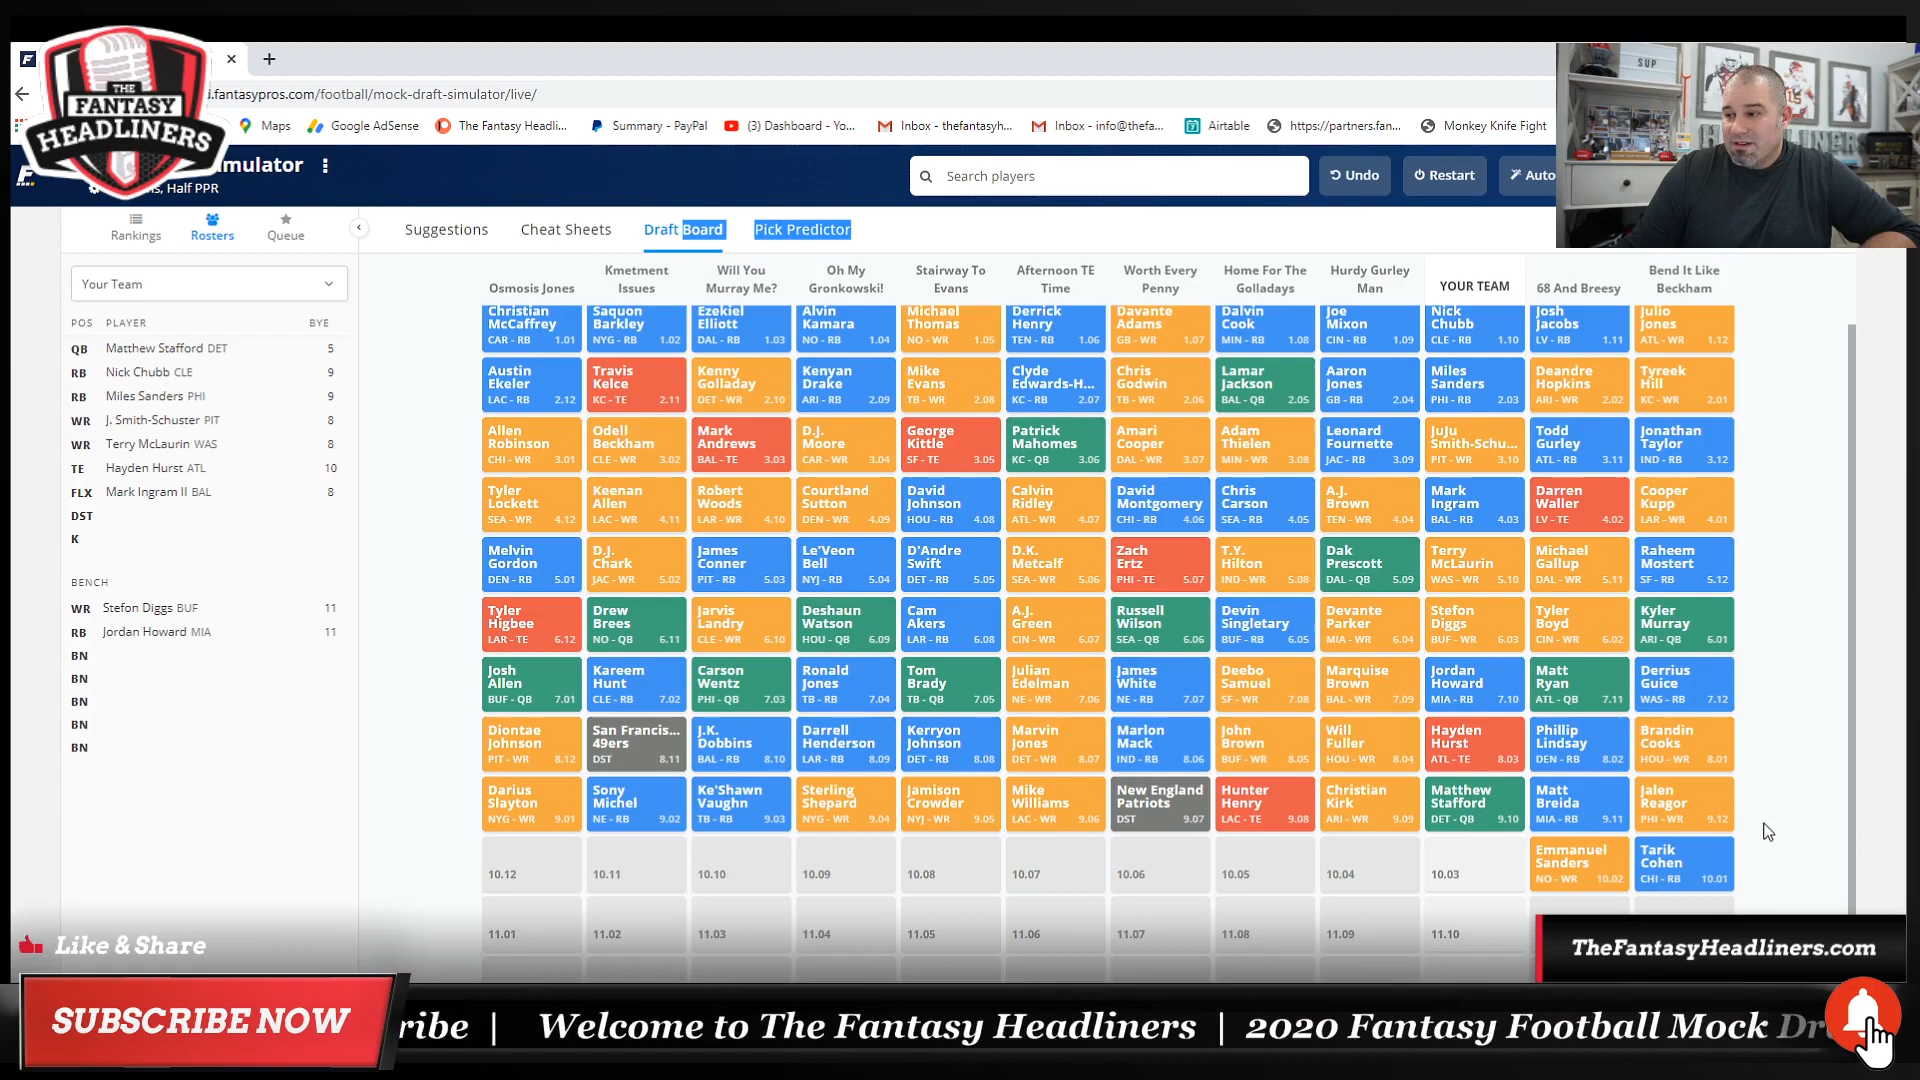 THE
FANTASY
HEADLINERS
.fantasypros.com/football/mock-draft-simulator/live/
Maps
Google AdSense
The Fantasy Headli...
Summary - PayPal
(3) Dashboard - Yo...
Inbox - thefantasyh...
Inbox - info@thefa...
Airtable
https://partners.fan...
Monkey Knife Fight
SUP
mulator
s, Half PPR
Search players
Undo
Restart
Auto
Rankings
Rosters
Queue
Suggestions
Cheat Sheets
Draft Board
Pick Predictor
Your Team
POS PLAYER BYE
QB Matthew Stafford DET 5
RB Nick Chubb CLE 9
RB Miles Sanders PHI 9
WR J. Smith-Schuster PIT 8
WR Terry McLaurin WAS 8
TE Hayden Hurst ATL 10
FLX Mark Ingram II BAL 8
DST
K
BENCH
WR Stefon Diggs BUF 11
RB Jordan Howard MIA 11
BN
BN
BN
BN
BN
Osmosis Jones
Kmetment Issues
Will You Murray Me?
Oh My Gronkowski!
Stairway To Evans
Afternoon TE Time
Worth Every Penny
Home For The Golladays
Hurdy Gurley Man
YOUR TEAM
68 And Breesy
Bend It Like Beckham
Christian McCaffrey CAR - RB 1.01
Saquon Barkley NYG - RB 1.02
Ezekiel Elliott DAL - RB 1.03
Alvin Kamara NO - RB 1.04
Michael Thomas NO - WR 1.05
Derrick Henry TEN - RB 1.06
Davante Adams GB - WR 1.07
Dalvin Cook MIN - RB 1.08
Joe Mixon CIN - RB 1.09
Nick Chubb CLE - RB 1.10
Josh Jacobs LV - RB 1.11
Julio Jones ATL - WR 1.12
Austin Ekeler LAC - RB 2.12
Travis Kelce KC - TE 2.11
Kenny Golladay DET - WR 2.10
Kenyan Drake ARI - RB 2.09
Mike Evans TB - WR 2.08
Clyde Edwards-H... KC - RB 2.07
Chris Godwin TB - WR 2.06
Lamar Jackson BAL - QB 2.05
Aaron Jones GB - RB 2.04
Miles Sanders PHI - RB 2.03
Deandre Hopkins ARI - WR 2.02
Tyreek Hill KC - WR 2.01
Allen Robinson CHI - WR 3.01
Odell Beckham CLE - WR 3.02
Mark Andrews BAL - TE 3.03
D.J. Moore CAR - WR 3.04
George Kittle SF - TE 3.05
Patrick Mahomes KC - QB 3.06
Amari Cooper DAL - WR 3.07
Adam Thielen MIN - WR 3.08
Leonard Fournette JAC - RB 3.09
JuJu Smith-Schu... PIT - WR 3.10
Todd Gurley ATL - RB 3.11
Jonathan Taylor IND - RB 3.12
Tyler Lockett SEA - WR 4.12
Keenan Allen LAC - WR 4.11
Robert Woods LAR - WR 4.10
Courtland Sutton DEN - WR 4.09
David Johnson HOU - RB 4.08
Calvin Ridley ATL - WR 4.07
David Montgomery CHI - RB 4.06
Chris Carson SEA - RB 4.05
A.J. Brown TEN - WR 4.04
Mark Ingram BAL - RB 4.03
Darren Waller LV - TE 4.02
Cooper Kupp LAR - WR 4.01
Melvin Gordon DEN - RB 5.01
D.J. Chark JAC - WR 5.02
James Conner PIT - RB 5.03
Le'Veon Bell NYJ - RB 5.04
D'Andre Swift DET - RB 5.05
D.K. Metcalf SEA - WR 5.06
Zach Ertz PHI - TE 5.07
T.Y. Hilton IND - WR 5.08
Dak Prescott DAL - QB 5.09
Terry McLaurin WAS - WR 5.10
Michael Gallup DAL - WR 5.11
Raheem Mostert SF - RB 5.12
Tyler Higbee LAR - TE 6.12
Drew Brees NO - QB 6.11
Jarvis Landry CLE - WR 6.10
Deshaun Watson HOU - QB 6.09
Cam Akers LAR - RB 6.08
A.J. Green CIN - WR 6.07
Russell Wilson SEA - QB 6.06
Devin Singletary BUF - RB 6.05
Devante Parker MIA - WR 6.04
Stefon Diggs BUF - WR 6.03
Tyler Boyd CIN - WR 6.02
Kyler Murray ARI - QB 6.01
Josh Allen BUF - QB 7.01
Kareem Hunt CLE - RB 7.02
Carson Wentz PHI - QB 7.03
Ronald Jones TB - RB 7.04
Tom Brady TB - QB 7.05
Julian Edelman NE - WR 7.06
James White NE - RB 7.07
Deebo Samuel SF - WR 7.08
Marquise Brown BAL - WR 7.09
Jordan Howard MIA - RB 7.10
Matt Ryan ATL - QB 7.11
Derrius Guice WAS - RB 7.12
Diontae Johnson PIT - WR 8.12
San Francis... 49ers DST 8.11
J.K. Dobbins BAL - RB 8.10
Darrell Henderson LAR - RB 8.09
Kerryon Johnson DET - RB 8.08
Marvin Jones DET - WR 8.07
Marlon Mack IND - RB 8.06
John Brown BUF - WR 8.05
Will Fuller HOU - WR 8.04
Hayden Hurst ATL - TE 8.03
Phillip Lindsay DEN - RB 8.02
Brandin Cooks HOU - WR 8.01
Darius Slayton NYG - WR 9.01
Sony Michel NE - RB 9.02
Ke'Shawn Vaughn TB - RB 9.03
Sterling Shepard NYG - WR 9.04
Jamison Crowder NYJ - WR 9.05
Mike Williams LAC - WR 9.06
New England Patriots DST 9.07
Hunter Henry LAC - TE 9.08
Christian Kirk ARI - WR 9.09
Matthew Stafford DET - QB 9.10
Matt Breida MIA - RB 9.11
Jalen Reagor PHI - WR 9.12
10.12 10.11 10.10 10.09 10.08 10.07 10.06 10.05 10.04 10.03
Emmanuel Sanders NO - WR 10.02
Tarik Cohen CHI - RB 10.01
11.01 11.02 11.03 11.04 11.05 11.06 11.07 11.08 11.09 11.10
Like & Share
TheFantasyHeadliners.com
SUBSCRIBE NOW
ribe | Welcome to The Fantasy Headliners | 2020 Fantasy Football Mock Dr